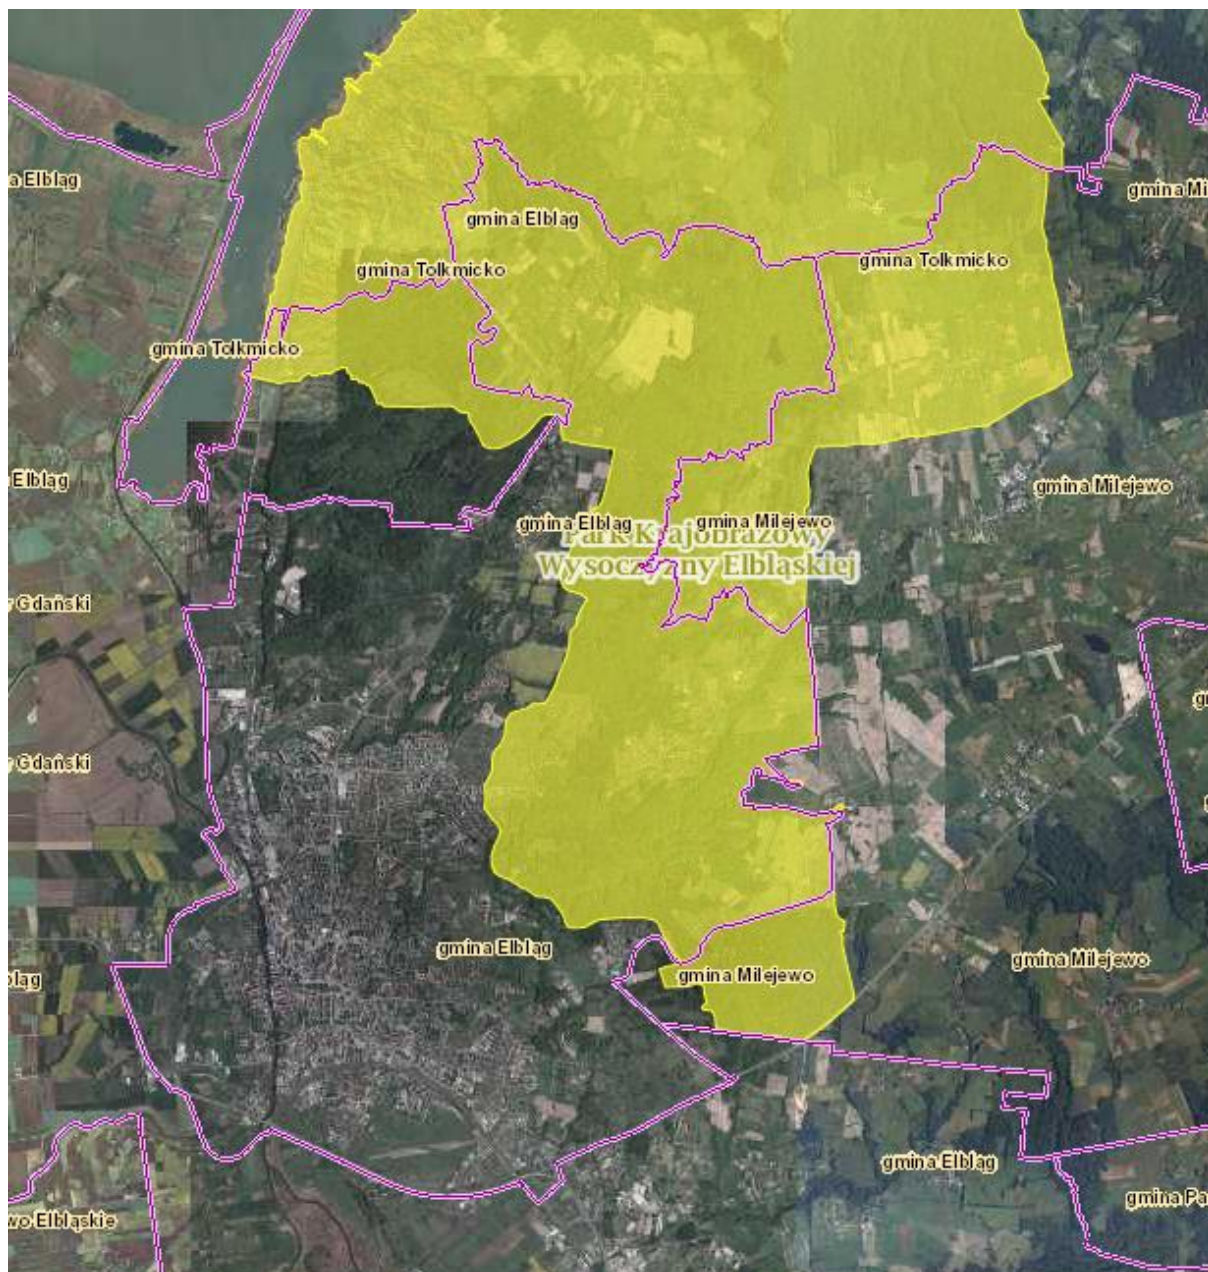 a Elbląg
gmina Mi
gmina Elbląg
gmina Tolkmicko
gmina Tolkmicko
gmina Tolkmicko
Elbląg
gmina Milejewo
gmina Elbląg
gmina Milejewo
Park Krajobrazowy
Wysoczyzny Elbląskiej
Gdański
Gdański
gmina Elbląg
gmina Milejewo
gmina Milejewo
bląg
gmina Elbląg
gmina Pa
wo Elbląskie